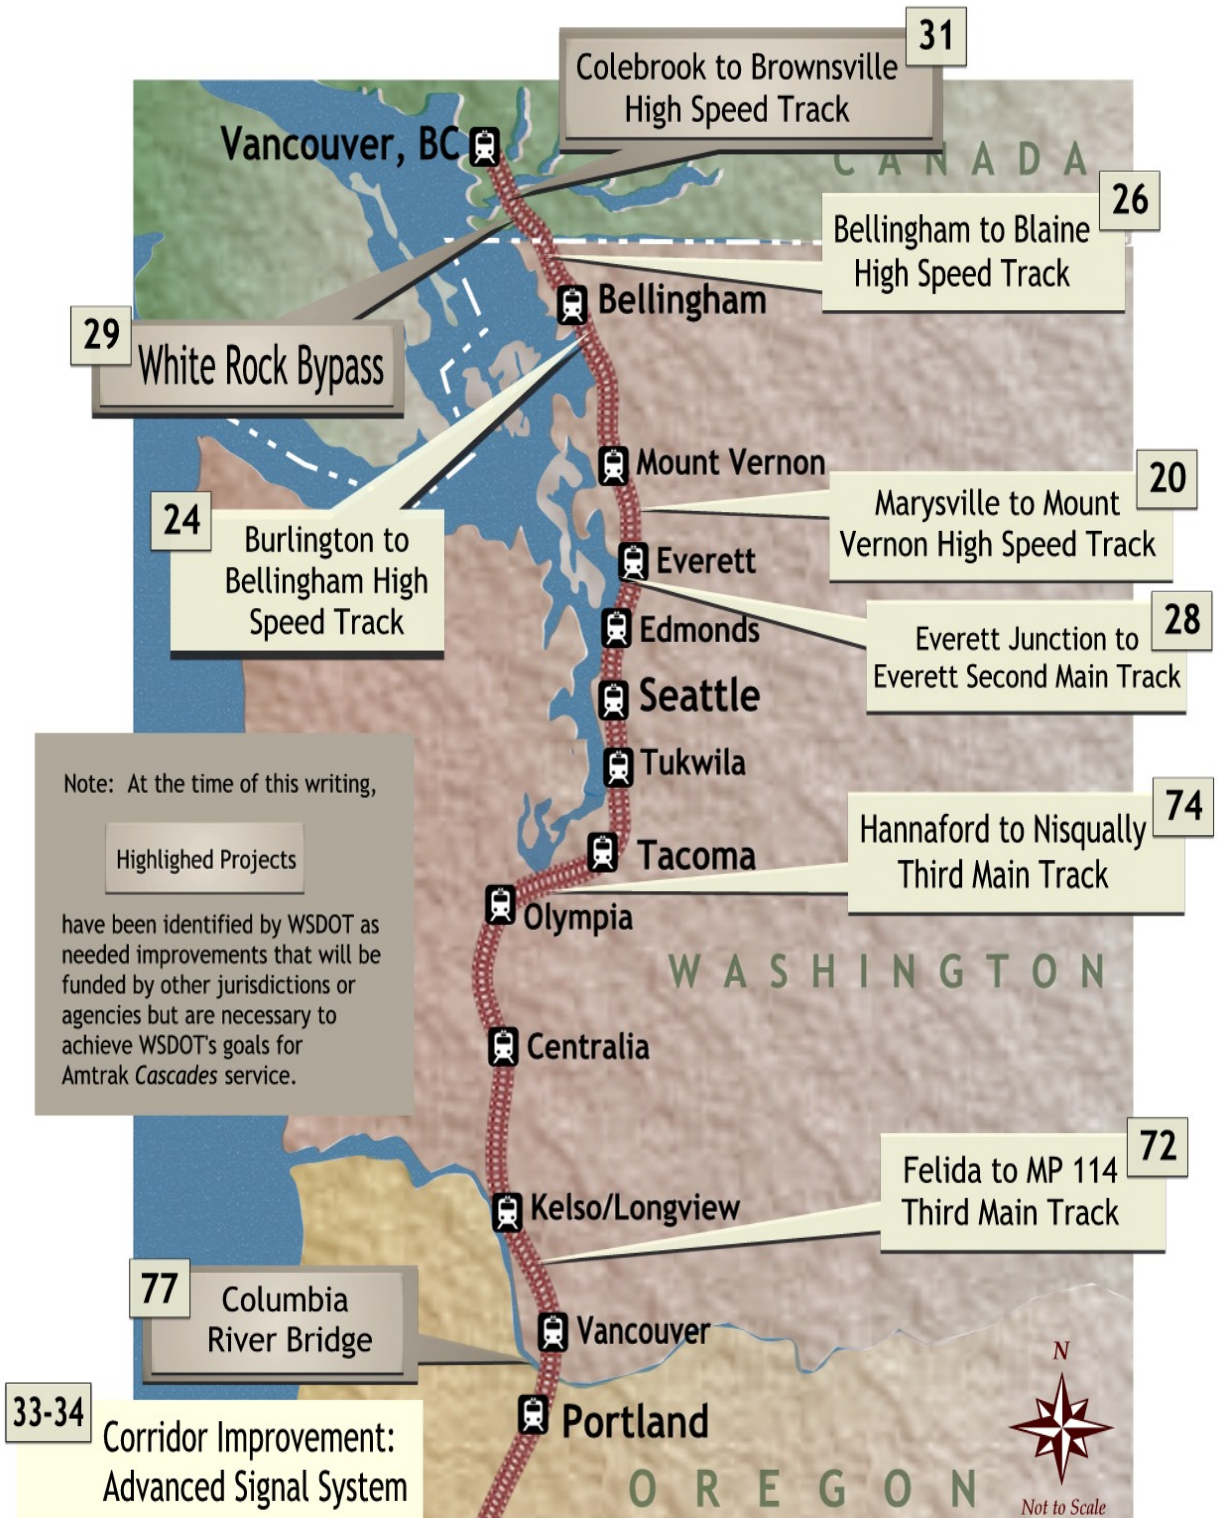 31
Colebrook to Brownsville
High Speed Track
Vancouver, BC
CANADA
26
Bellingham to Blaine
High Speed Track
Bellingham
29
White Rock Bypass
Mount Vernon
20
Marysville to Mount
Vernon High Speed Track
24
Burlington to
Bellingham High
Speed Track
Everett
28
Everett Junction to
Everett Second Main Track
Edmonds
Seattle
Tukwila
Note: At the time of this writing,
Highlighed Projects
have been identified by WSDOT as
needed improvements that will be
funded by other jurisdictions or
agencies but are necessary to
achieve WSDOT's goals for
Amtrak Cascades service.
74
Hannaford to Nisqually
Third Main Track
Tacoma
Olympia
WASHINGTON
Centralia
72
Felida to MP 114
Third Main Track
Kelso/Longview
77
Columbia
River Bridge
Vancouver
N
Not to Scale
33-34
Corridor Improvement:
Advanced Signal System
Portland
OREGON